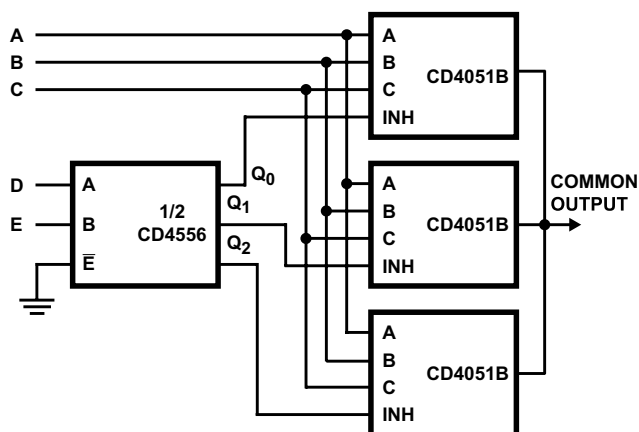 A
B
C
A
B
C
INH
CD4051B
D
E
A
B
E̅
1/2
CD4556
Q0
Q1
Q2
A
B
C
INH
CD4051B
COMMON
OUTPUT
A
B
C
INH
CD4051B